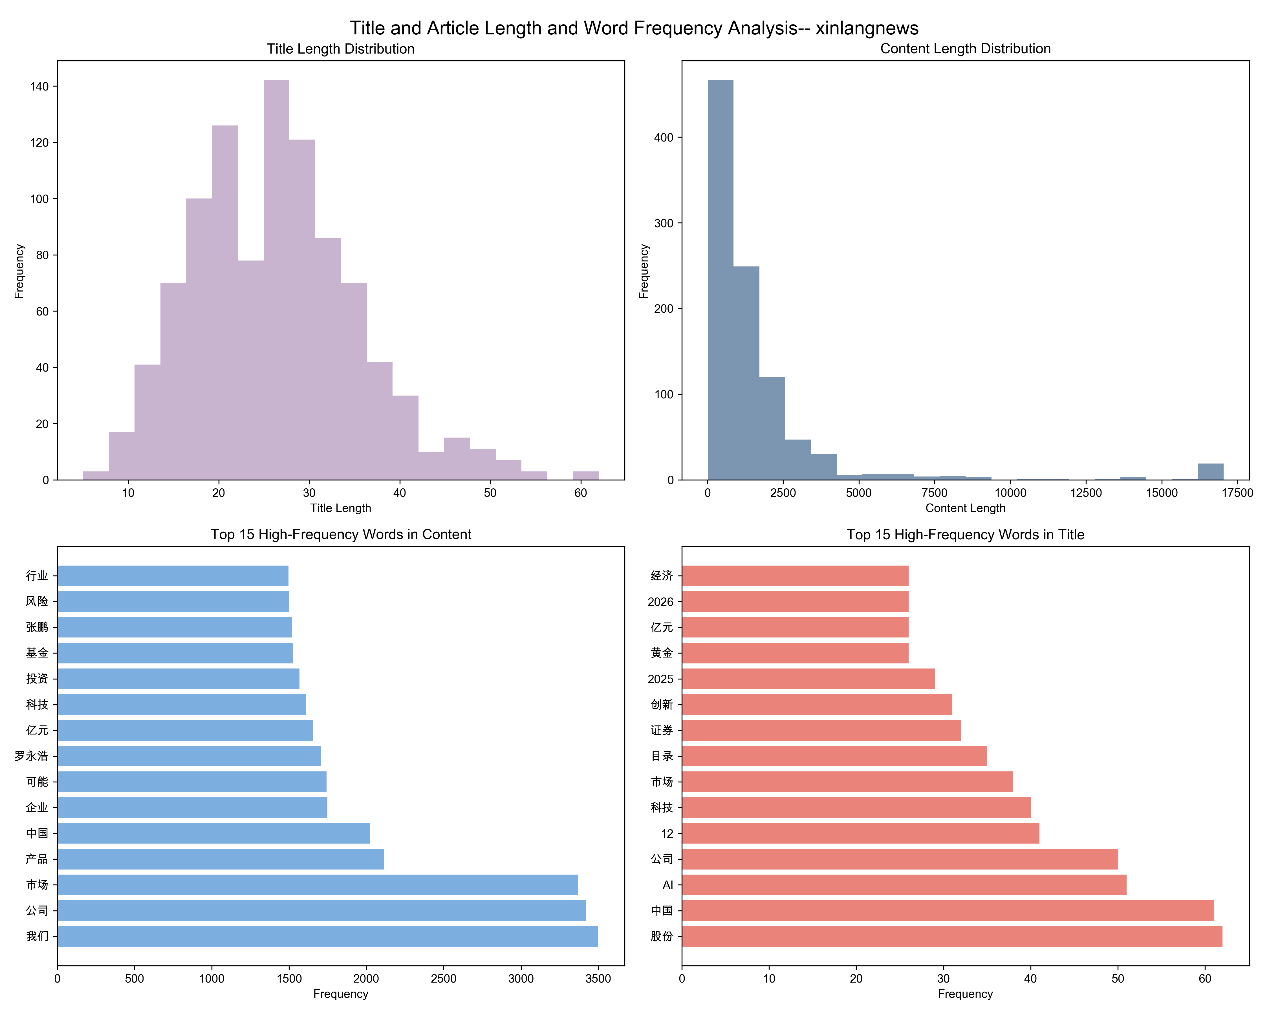 Title and Article Length and Word Frequency Analysis-- xinlangnews
Title Length Distribution
Frequency
140
120
100
80
60
40
20
0
10
20
30
40
50
60
Title Length
Content Length Distribution
Frequency
400
300
200
100
0
0
2500
5000
7500
10000
12500
15000
17500
Content Length
Top 15 High-Frequency Words in Content
行业
风险
张鹏
基金
投资
科技
亿元
罗永浩
可能
企业
中国
产品
市场
公司
我们
0
500
1000
1500
2000
2500
3000
3500
Frequency
Top 15 High-Frequency Words in Title
经济
2026
亿元
黄金
2025
创新
证券
目录
市场
科技
12
公司
AI
中国
股份
0
10
20
30
40
50
60
Frequency